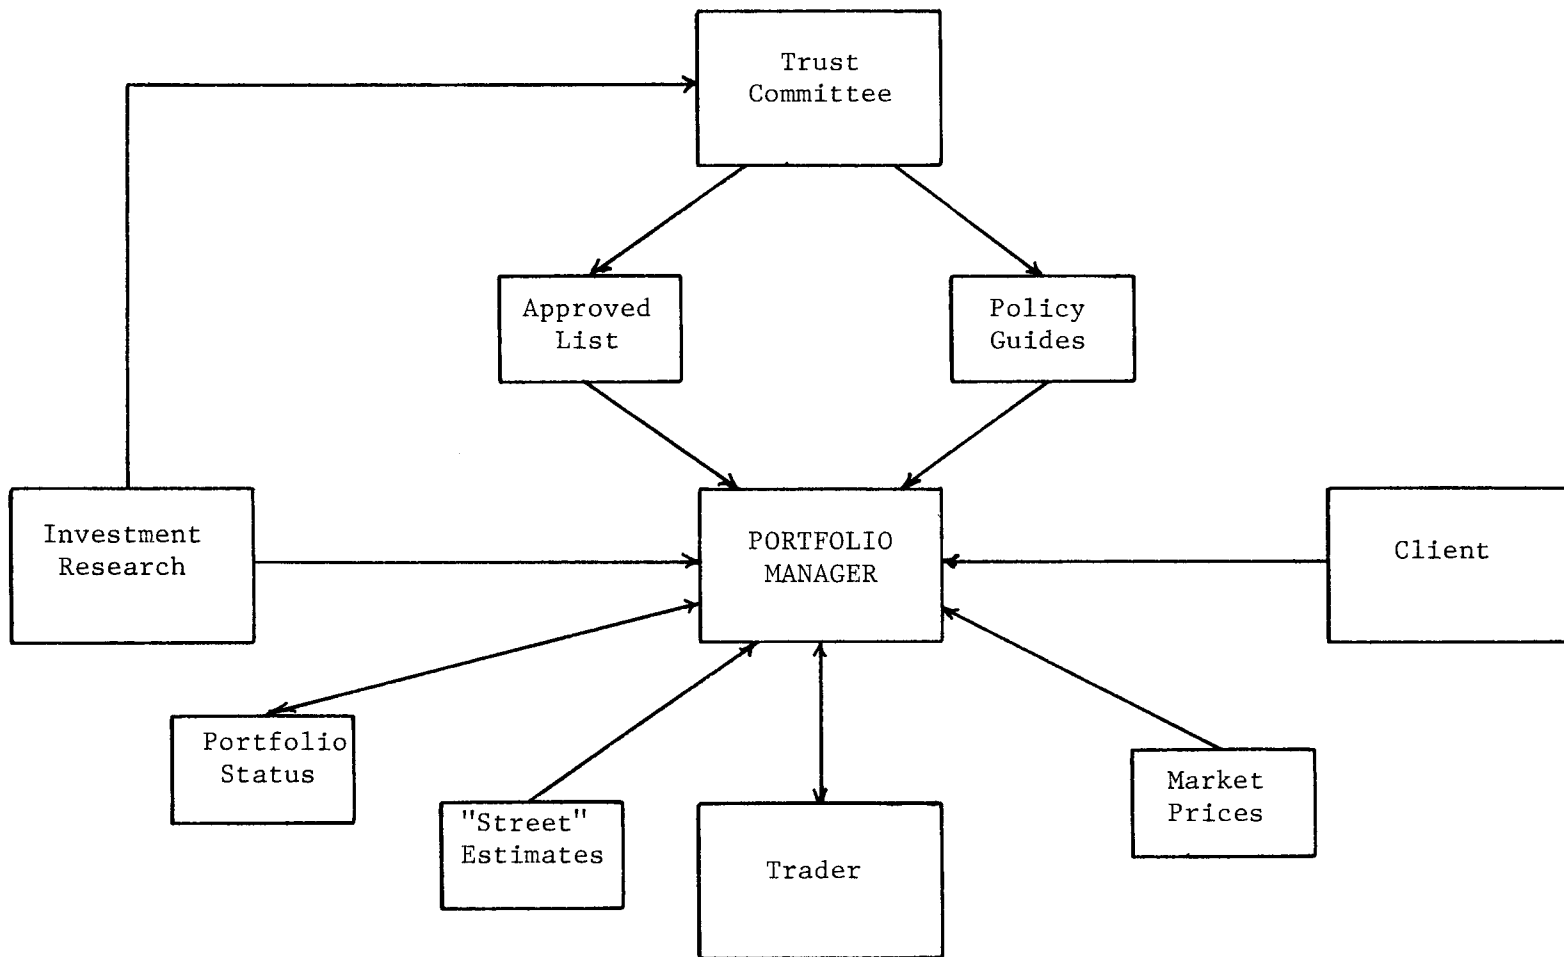 Trust
Committee
Approved
List
Policy
Guides
Investment
Research
PORTFOLIO
MANAGER
Client
Portfolio
Status
"Street"
Estimates
Trader
Market
Prices